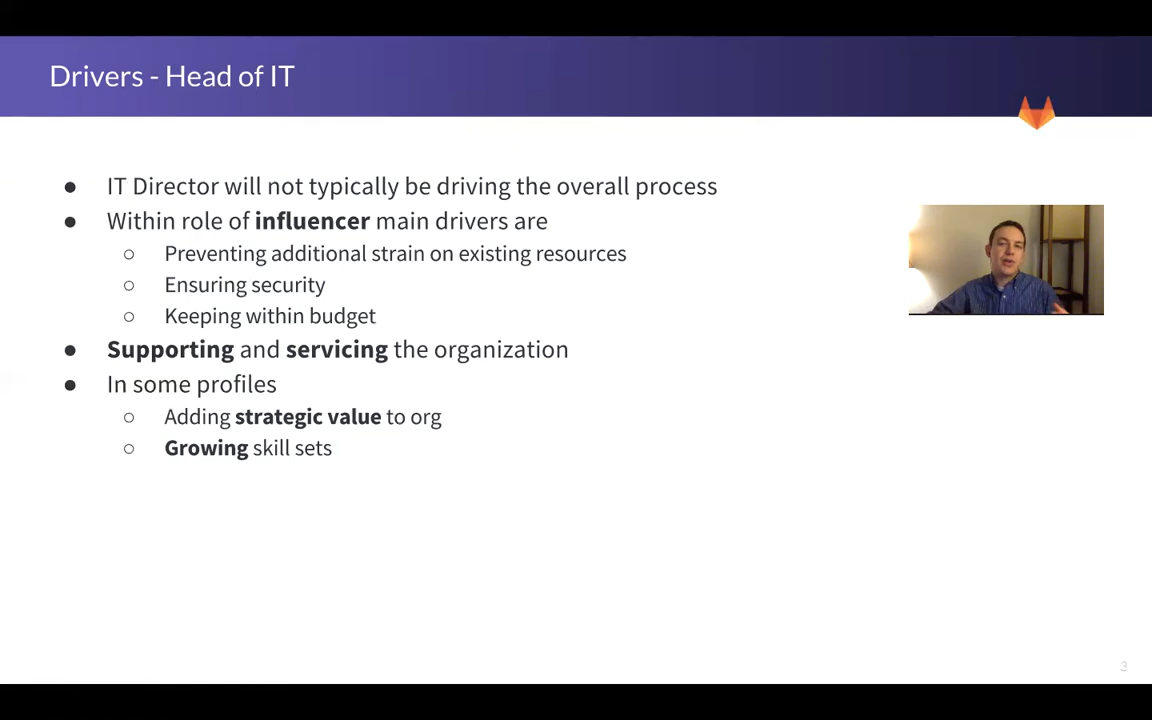 Drivers - Head of IT
● IT Director will not typically be driving the overall process
● Within role of influencer main drivers are
○ Preventing additional strain on existing resources
○ Ensuring security
○ Keeping within budget
● Supporting and servicing the organization
● In some profiles
○ Adding strategic value to org
○ Growing skill sets
3